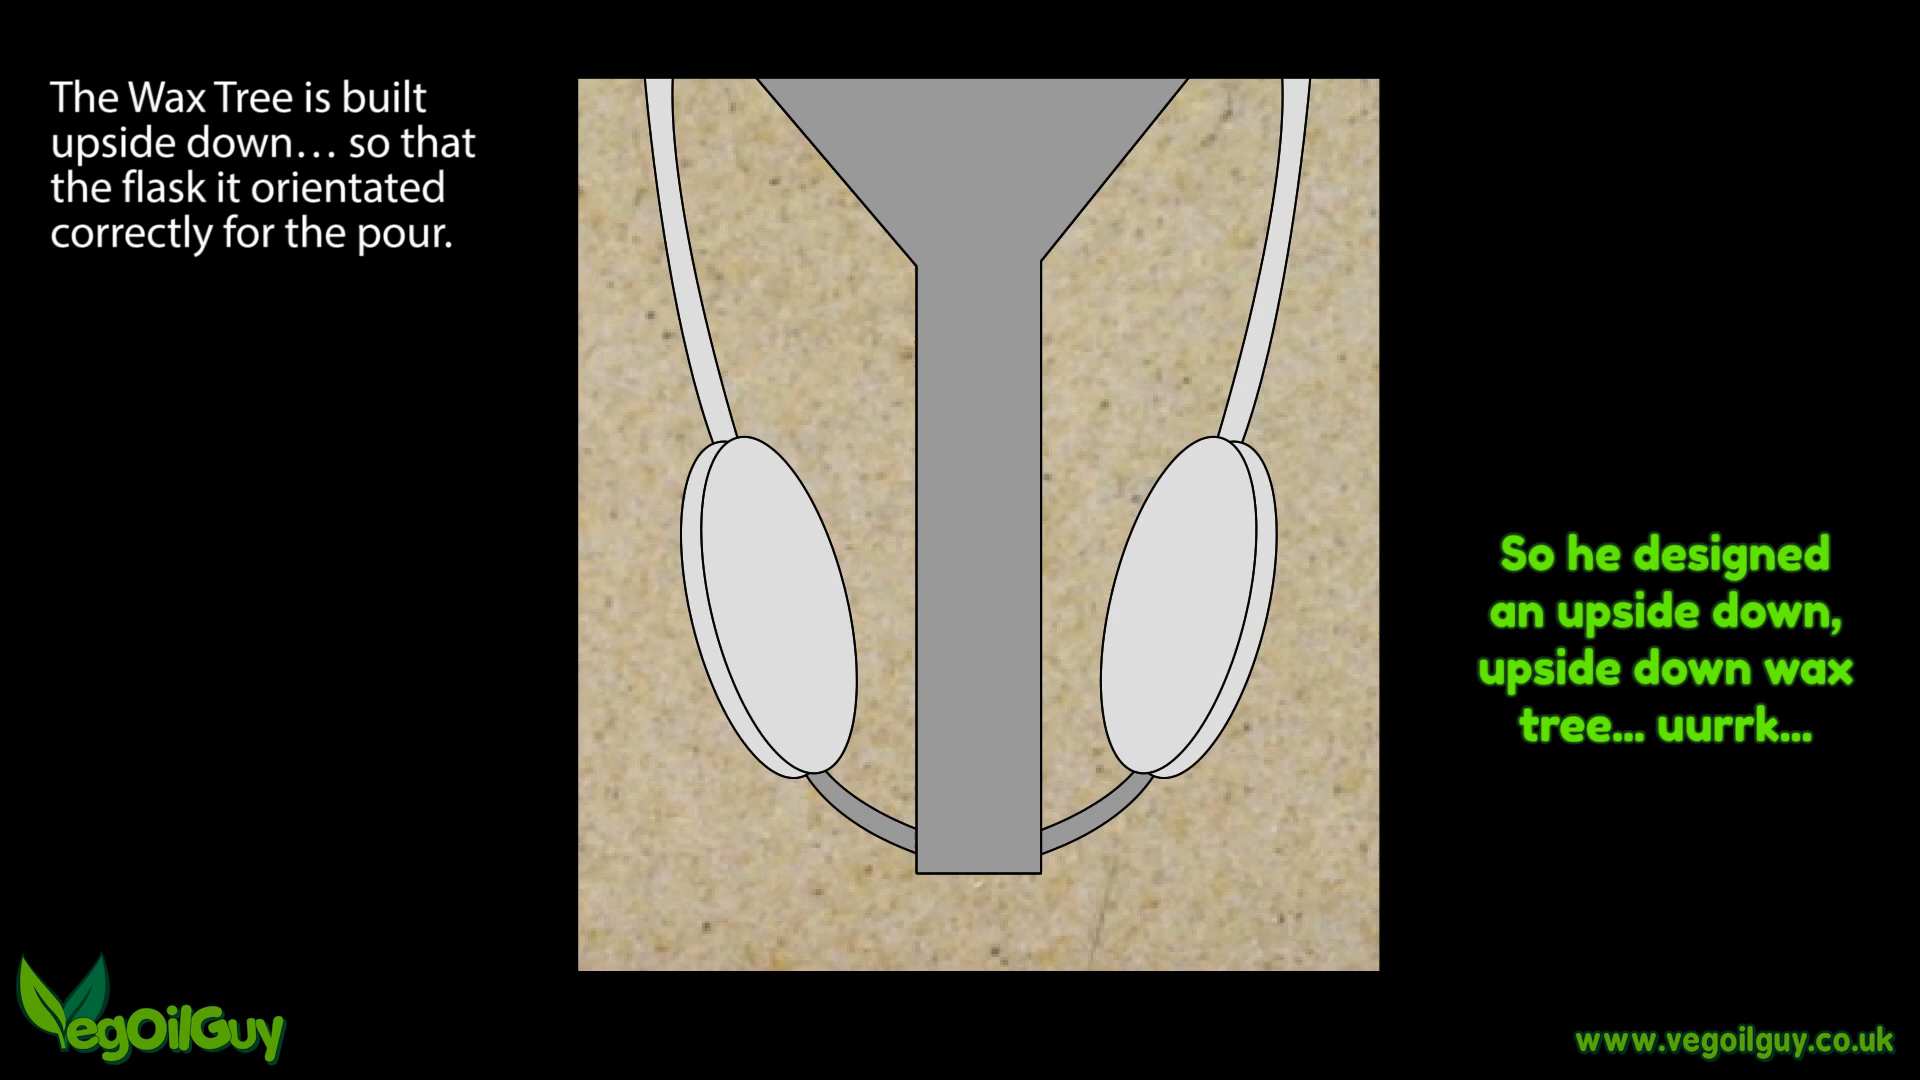 The Wax Tree is built
upside down… so that
the flask it orientated
correctly for the pour.
So he designed
an upside down,
upside down wax
tree... uurrk...
VegOilGuy
www.vegoilguy.co.uk